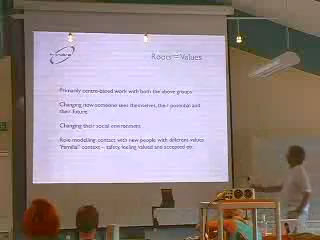 Roots = Values
Primarily centre-based work with both the above groups
Changing how someone sees themselves, their potential and
their future
Changing their social environment
Role modelling: contact with new people with different values
"Familial" context – safety, feeling valued and accepted etc